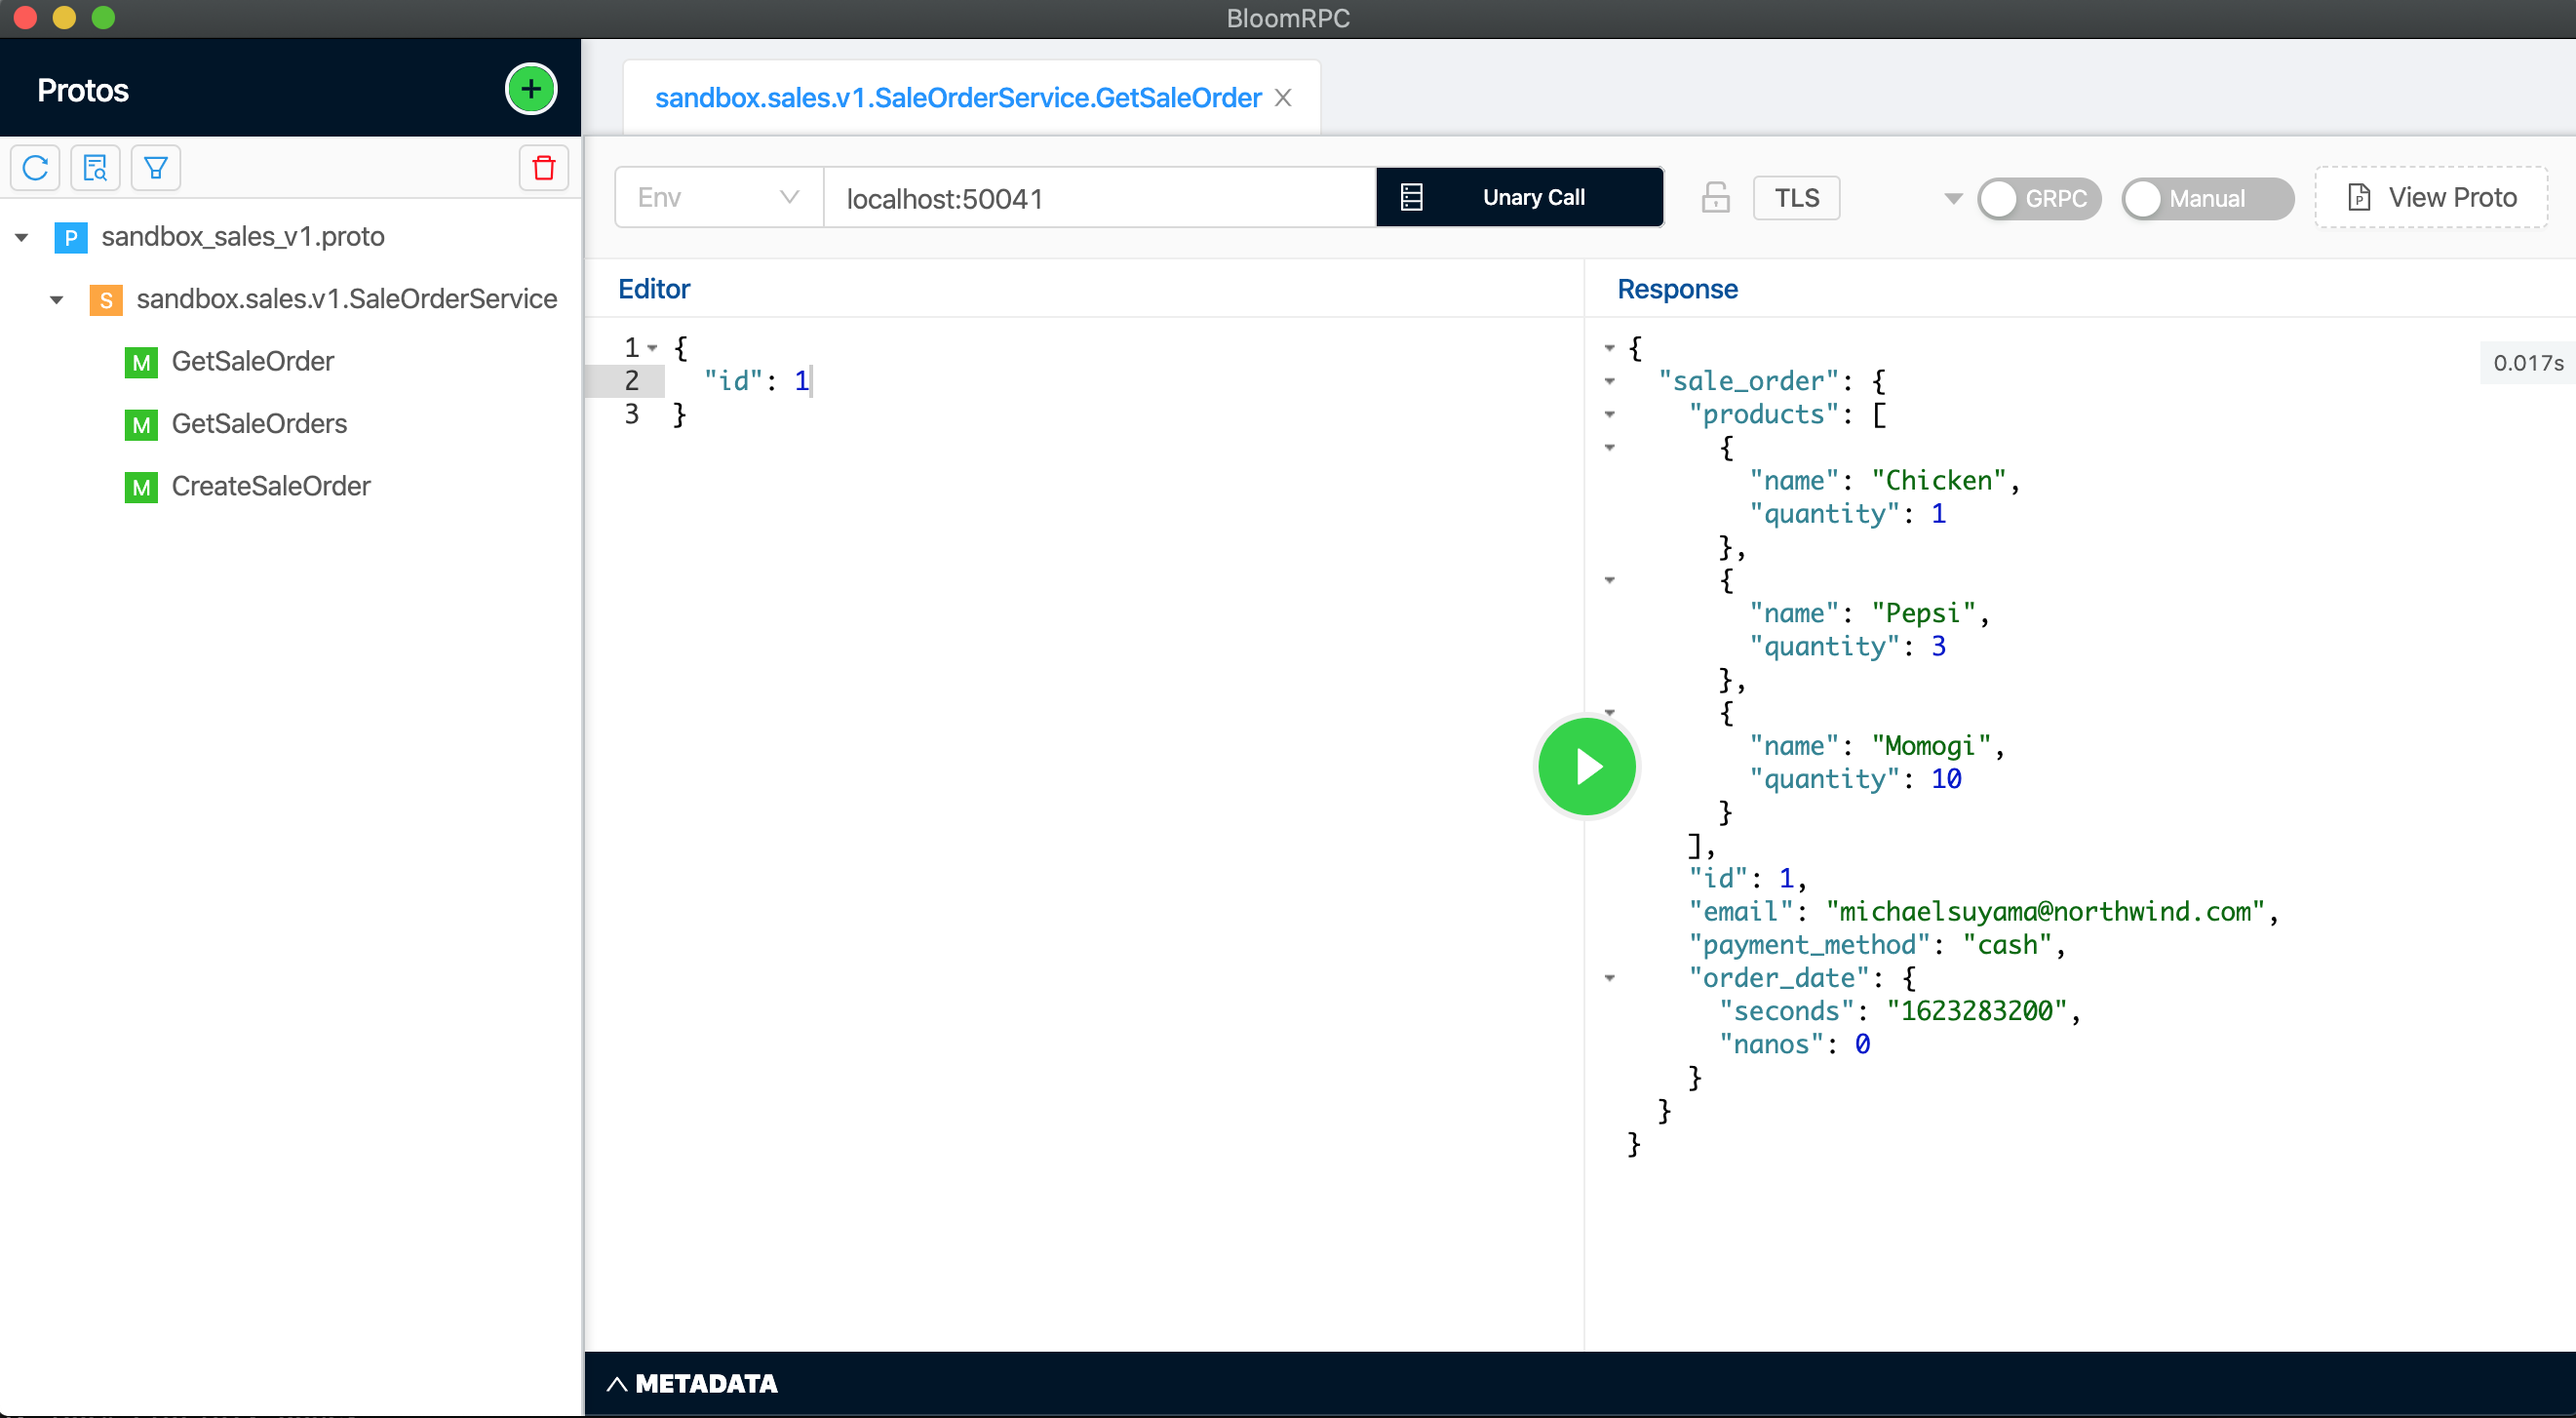 BloomRPC
Protos
sandbox.sales.v1.SaleOrderService.GetSaleOrder
Env
localhost:50041
Unary Call
TLS
GRPC
Manual
View Proto
P sandbox_sales_v1.proto
S sandbox.sales.v1.SaleOrderService
M GetSaleOrder
M GetSaleOrders
M CreateSaleOrder
Editor
1 {
2 "id": 1
3 }
Response
0.017s
{
"sale_order": {
"products": [
{
"name": "Chicken",
"quantity": 1
},
{
"name": "Pepsi",
"quantity": 3
},
{
"name": "Momogi",
"quantity": 10
}
],
"id": 1,
"email": "michaelsuyama@northwind.com",
"payment_method": "cash",
"order_date": {
"seconds": "1623283200",
"nanos": 0
}
}
}
METADATA